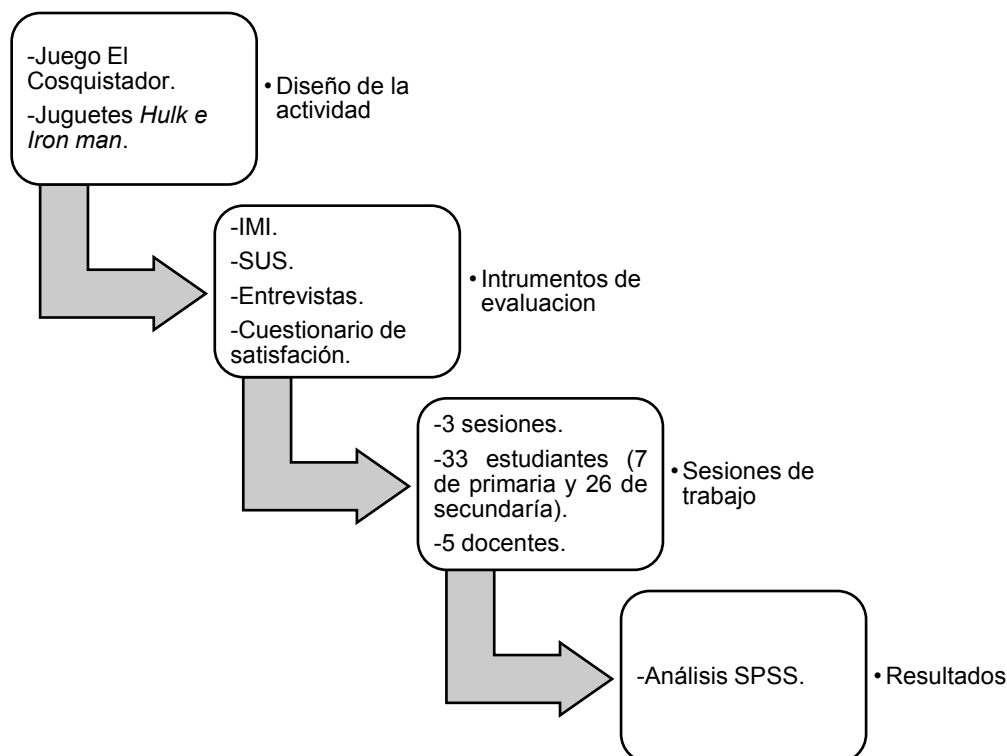 -Juego El
Cosquistador.
-Juguetes Hulk e
Iron man.
• Diseño de la
actividad
-IMI.
-SUS.
-Entrevistas.
-Cuestionario de
satisfacción.
• Intrumentos de
evaluacion
-3 sesiones.
-33 estudiantes (7
de primaria y 26 de
secundaría).
-5 docentes.
• Sesiones de
trabajo
-Análisis SPSS.
• Resultados